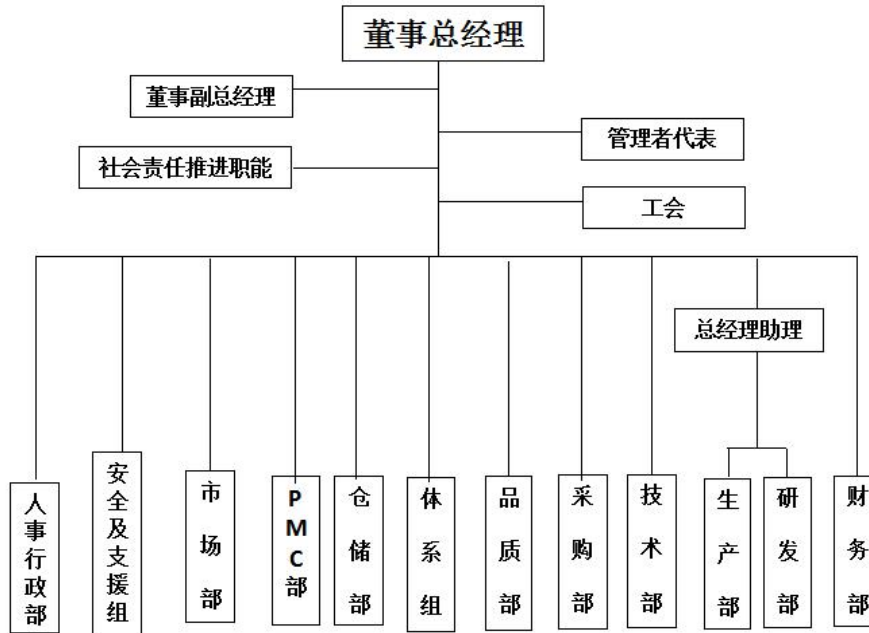 董事总经理
董事副总经理
管理者代表
社会责任推进职能
工会
总经理助理
人事行政部
安全及支援组
市场部
PMC部
仓储部
体系组
品质部
采购部
技术部
生产部
研发部
财务部